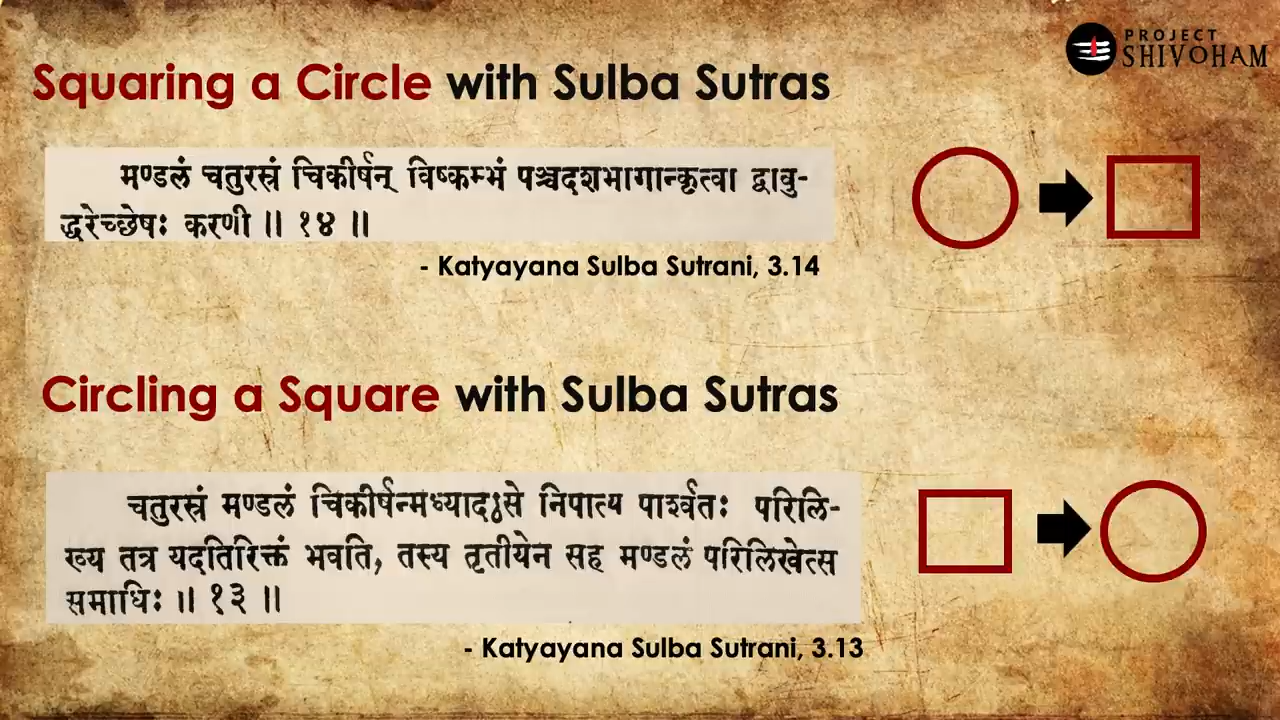 PROJECT
SHIVOHAM
Squaring a Circle with Sulba Sutras
मण्डलं चतुरस्रं चिकीर्षन् विष्कम्भं पञ्चदशभागान्कृत्वा द्वावु-
द्धरेच्छेषः करणी ॥ १४ ॥
- Katyayana Sulba Sutrani, 3.14
Circling a Square with Sulba Sutras
चतुरस्रं मण्डलं चिकीर्षन्मध्यादꣳसे निपात्य पार्श्वतः परिलि-
ख्य तत्र यदतिरिक्तं भवति, तस्य तृतीयेन सह मण्डलं परिलिखेत्स
समाधिः ॥ १३ ॥
- Katyayana Sulba Sutrani, 3.13